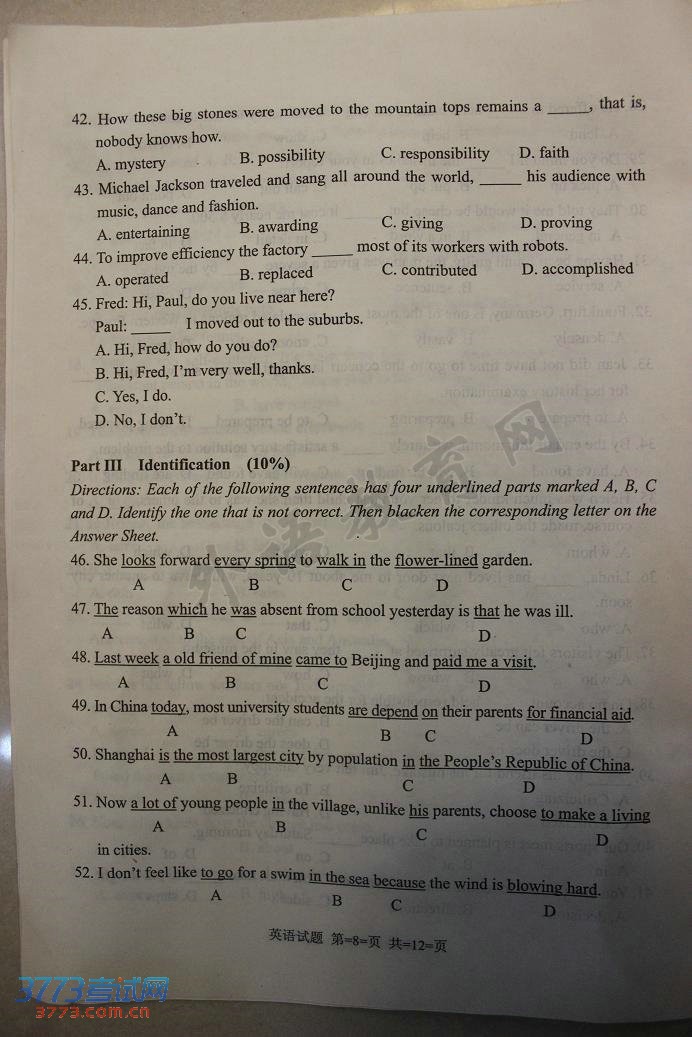 42. How these big stones were moved to the mountain tops remains a _____, that is,
nobody knows how.
A. mystery B. possibility C. responsibility D. faith
43. Michael Jackson traveled and sang all around the world, _____ his audience with
music, dance and fashion.
A. entertaining B. awarding C. giving D. proving
44. To improve efficiency the factory _____ most of its workers with robots.
A. operated B. replaced C. contributed D. accomplished
45. Fred: Hi, Paul, do you live near here?
Paul: _____ I moved out to the suburbs.
A. Hi, Fred, how do you do?
B. Hi, Fred, I'm very well, thanks.
C. Yes, I do.
D. No, I don't.
Part III Identification (10%)
Directions: Each of the following sentences has four underlined parts marked A, B, C
and D. Identify the one that is not correct. Then blacken the corresponding letter on the
Answer Sheet.
46. She looks forward every spring to walk in the flower-lined garden.
A B C D
47. The reason which he was absent from school yesterday is that he was ill.
A B C D
48. Last week a old friend of mine came to Beijing and paid me a visit.
A B C D
49. In China today, most university students are depend on their parents for financial aid.
A B C D
50. Shanghai is the most largest city by population in the People's Republic of China.
A B C D
51. Now a lot of young people in the village, unlike his parents, choose to make a living
A B C D
in cities.
52. I don't feel like to go for a swim in the sea because the wind is blowing hard.
A B C D
英语试题 第=8=页 共=12=页
外语教育网
3773考试网
3773.com.cn